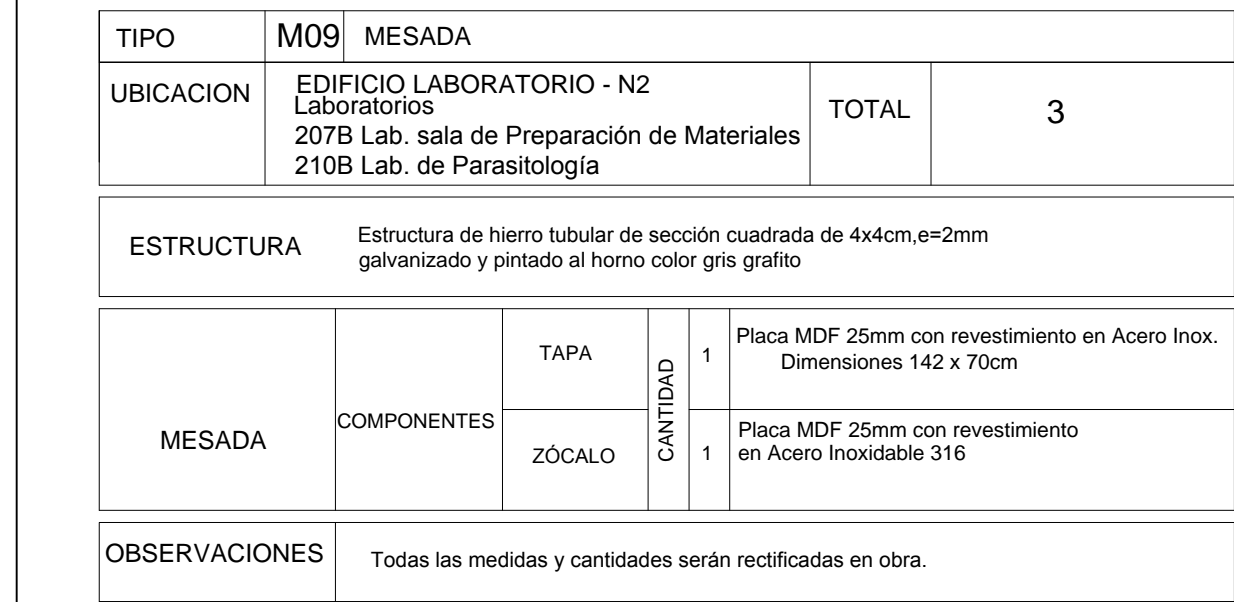 TIPO M09 MESADA
UBICACION
EDIFICIO LABORATORIO - N2
Laboratorios
207B Lab. sala de Preparación de Materiales
210B Lab. de Parasitología
TOTAL 3
ESTRUCTURA
Estructura de hierro tubular de sección cuadrada de 4x4cm,e=2mm
galvanizado y pintado al horno color gris grafito
MESADA
COMPONENTES
CANTIDAD
TAPA 1
Placa MDF 25mm con revestimiento en Acero Inox.
Dimensiones 142 x 70cm
ZÓCALO 1
Placa MDF 25mm con revestimiento
en Acero Inoxidable 316
OBSERVACIONES
Todas las medidas y cantidades serán rectificadas en obra.